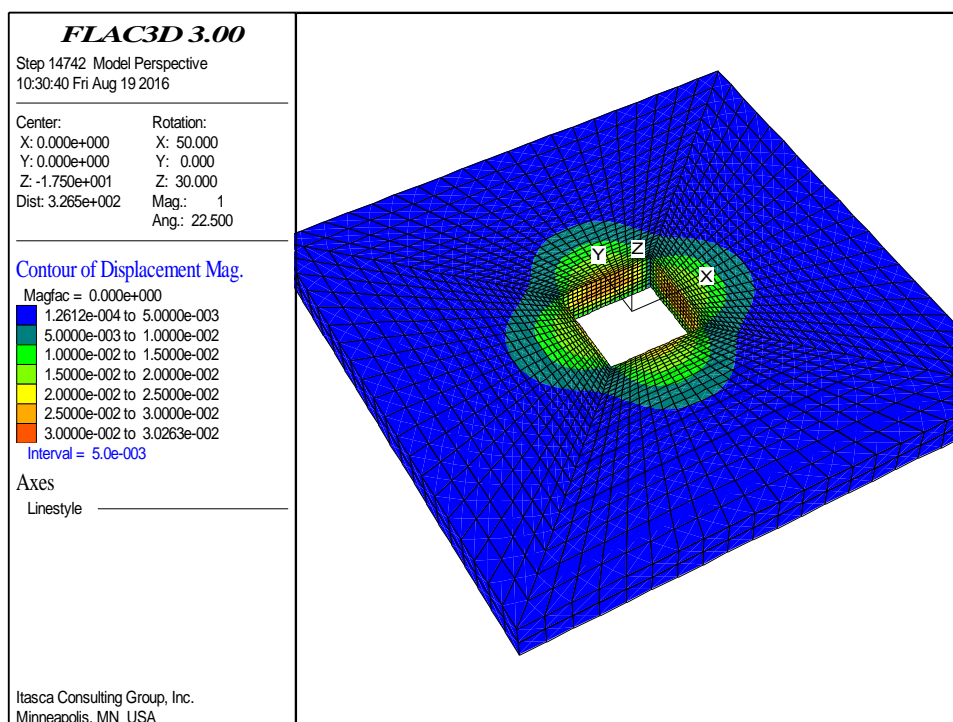 FLAC3D 3.00
Step 14742 Model Perspective
10:30:40 Fri Aug 19 2016
Center:
X: 0.000e+000
Y: 0.000e+000
Z: -1.750e+001
Dist: 3.265e+002
Rotation:
X: 50.000
Y: 0.000
Z: 30.000
Mag.: 1
Ang.: 22.500
Contour of Displacement Mag.
Magfac = 0.000e+000
1.2612e-004 to 5.0000e-003
5.0000e-003 to 1.0000e-002
1.0000e-002 to 1.5000e-002
1.5000e-002 to 2.0000e-002
2.0000e-002 to 2.5000e-002
2.5000e-002 to 3.0000e-002
3.0000e-002 to 3.0263e-002
Interval = 5.0e-003
Axes
Linestyle
Itasca Consulting Group, Inc.
Minneapolis, MN USA
Y
Z
X